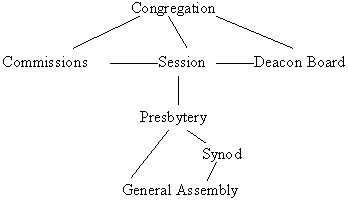 Congregation
Commissions Session Deacon Board
Presbytery
Synod
General Assembly